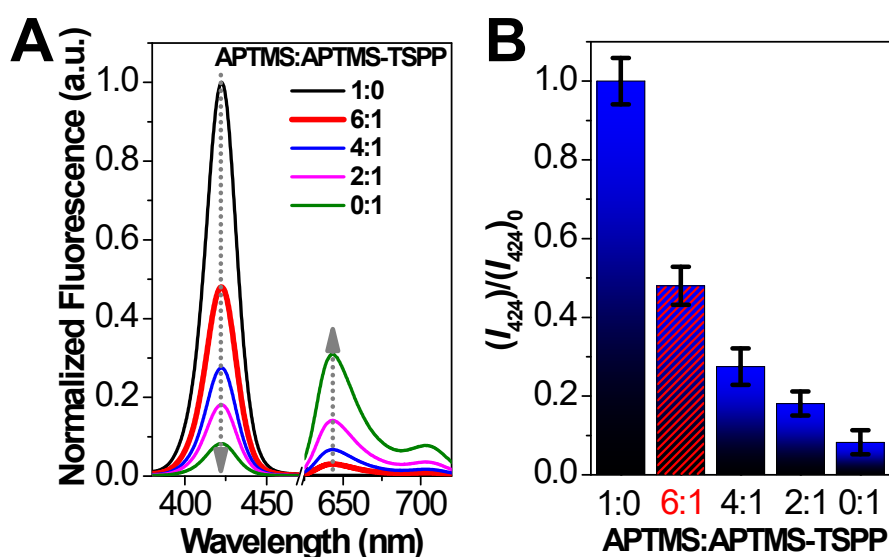 A
Normalized Fluorescence (a.u.)
1.0
0.8
0.6
0.4
0.2
0.0
APTMS:APTMS-TSPP
1:0
6:1
4:1
2:1
0:1
400 450 650 700
Wavelength (nm)
B
(I424)/(I424)0
1.0
0.8
0.6
0.4
0.2
0.0
1:0 6:1 4:1 2:1 0:1
APTMS:APTMS-TSPP